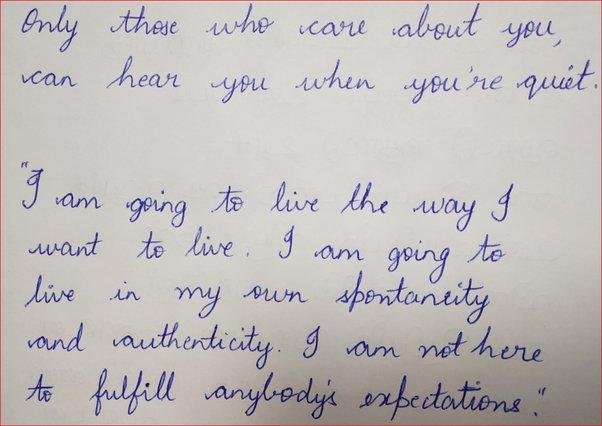 Only those who care about you,
can hear you when you're quiet.
"I am going to live the way I
want to live. I am going to
live in my own spontaneity
and authenticity. I am not here
to fulfill anybody's expectations."